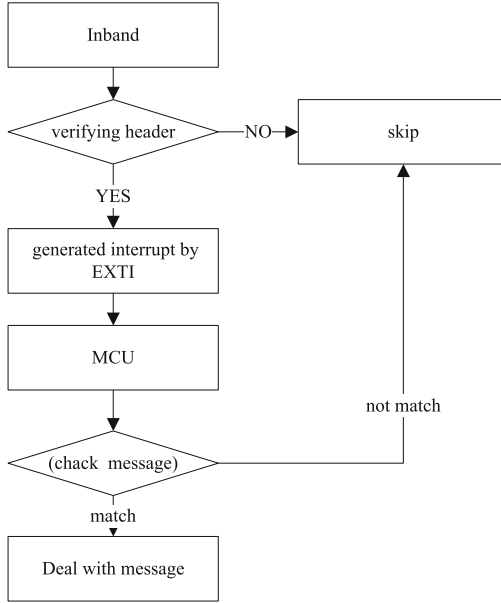 Inband
verifying header
NO
skip
YES
generated interrupt by
EXTI
MCU
not match
(chack message)
match
Deal with message